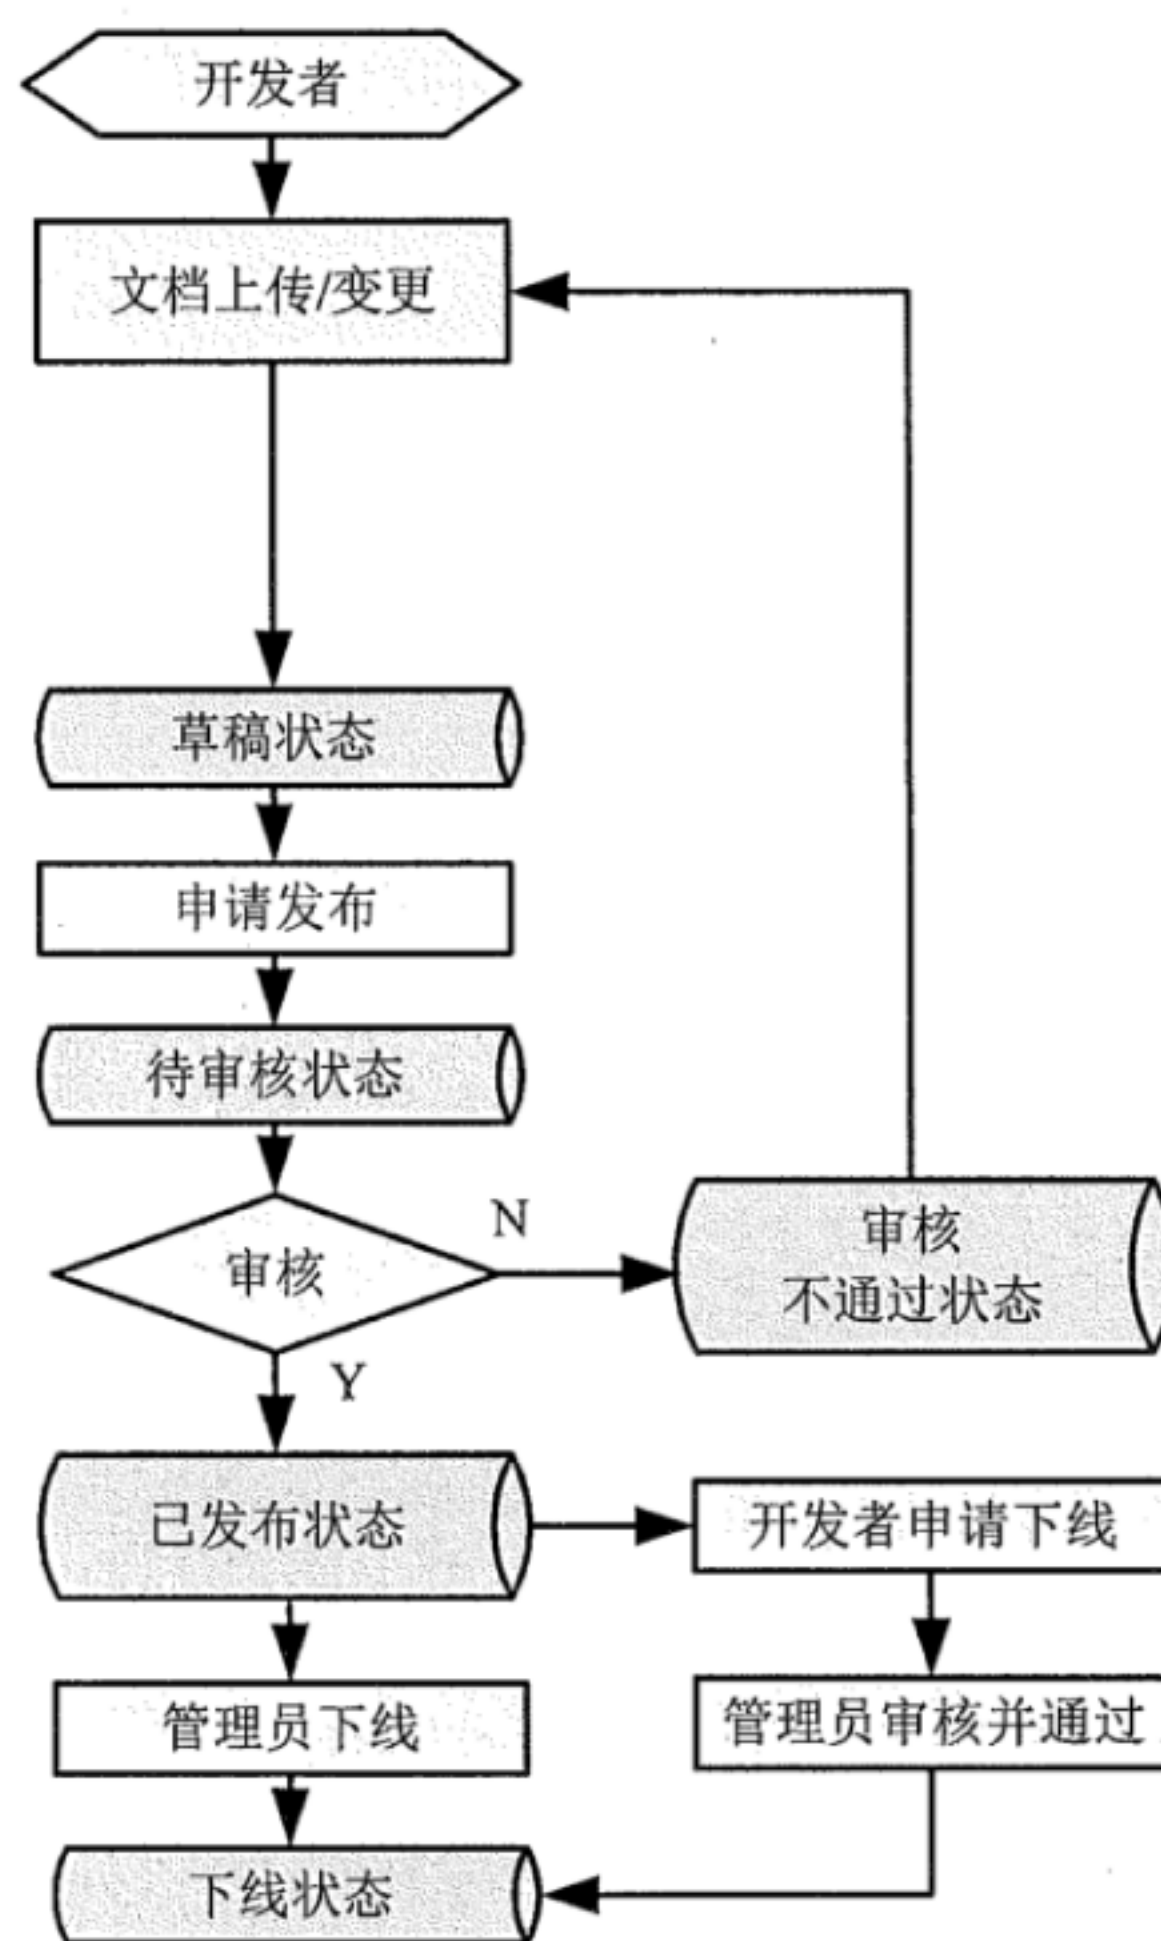 开发者
文档上传/变更
草稿状态
申请发布
待审核状态
审核
N
审核
不通过状态
Y
已发布状态
开发者申请下线
管理员下线
管理员审核并通过
下线状态